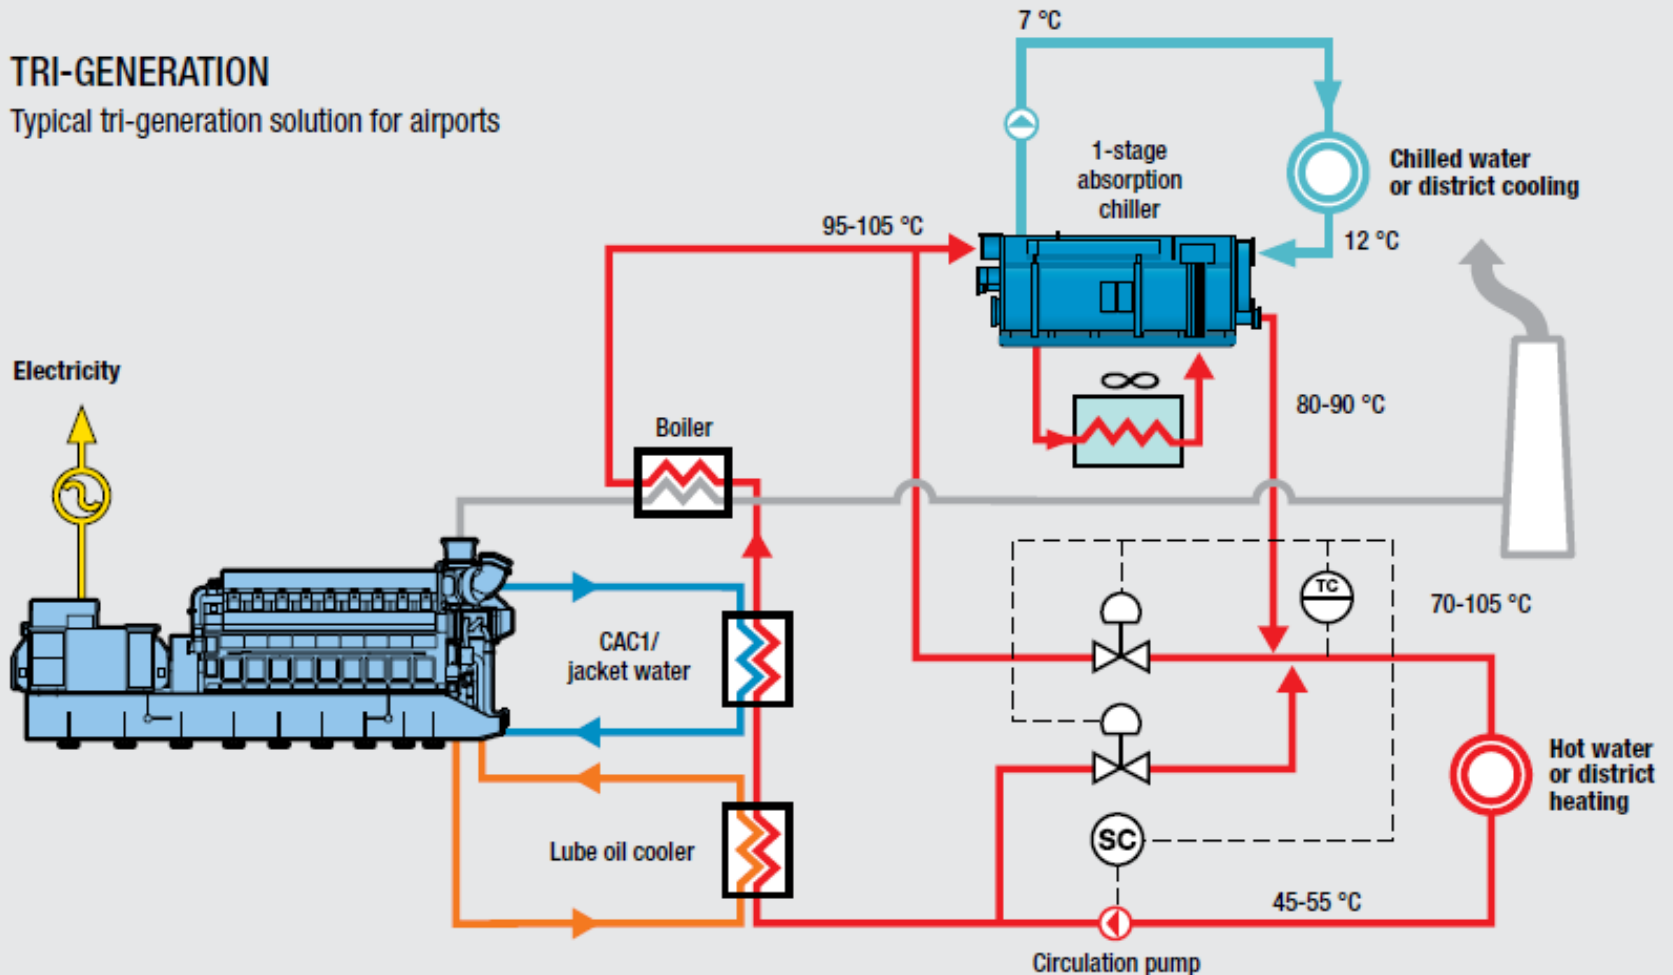 TRI-GENERATION
Typical tri-generation solution for airports
7 °C
1-stage
absorption
chiller
Chilled water
or district cooling
95-105 °C
12 °C
Electricity
80-90 °C
Boiler
TC
70-105 °C
CAC1/
jacket water
Hot water
or district
heating
SC
Lube oil cooler
45-55 °C
Circulation pump